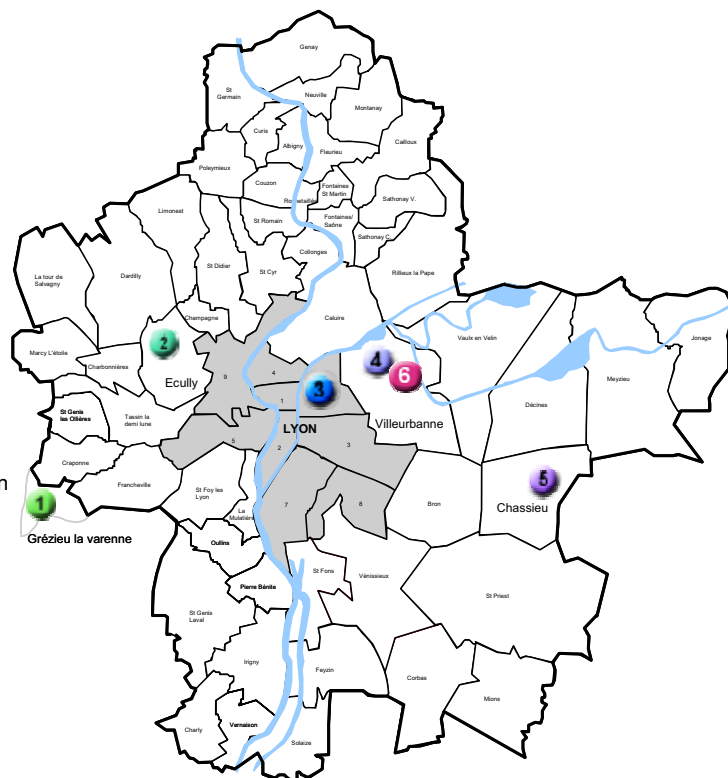 Genay
St
Germain
Neuville
Montanay
Curis
Albigny
Fleurieu
Cailloux
Poleymieux
Couzon
Fontaines
St Martin
Rochetaillée
Sathonay V.
Limonest
St Romain
Fontaines/
Saône
Sathonay C.
Collonges
La tour de
Salvagny
Dardilly
St Didier
St Cyr
Rillieux la Pape
Champagne
Caluire
Vaulx en Velin
Jonage
2
Marcy L'étoile
Charbonnières
Ecully
9
4
4
6
Meyzieu
3
1
Décines
St Genis
les Ollières
Tassin la
demi lune
LYON
Villeurbanne
5
2
3
Craponne
Francheville
St Foy les
Lyon
n
1
La
Mulatière
7
8
Bron
5
Chassieu
Grézieu la varenne
Oullins
Pierre Bénite
St Fons
Vénissieux
St Priest
St Genis
Laval
Irigny
Feyzin
Corbas
Mions
Charly
Vernaison
Solaize